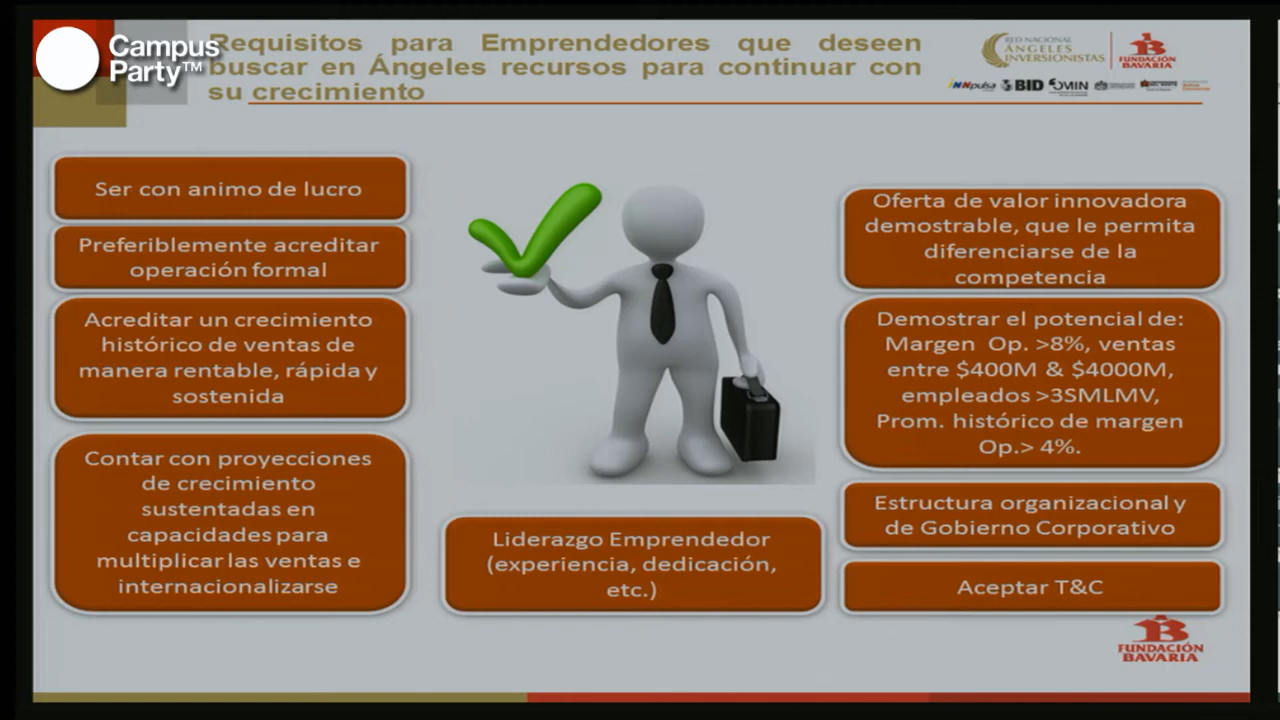 Campus
Party™
Requisitos para Emprendedores que deseen
buscar en Ángeles recursos para continuar con
su crecimiento
RED NACIONAL
ÁNGELES
INVERSIONISTAS
FUNDACIÓN
BAVARIA
iNNpulsa
BID
Ser con animo de lucro
Preferiblemente acreditar
operación formal
Acreditar un crecimiento
histórico de ventas de
manera rentable, rápida y
sostenida
Contar con proyecciones
de crecimiento
sustentadas en
capacidades para
multiplicar las ventas e
internacionalizarse
Liderazgo Emprendedor
(experiencia, dedicación,
etc.)
Oferta de valor innovadora
demostrable, que le permita
diferenciarse de la
competencia
Demostrar el potencial de:
Margen Op. >8%, ventas
entre $400M & $4000M,
empleados >3SMLMV,
Prom. histórico de margen
Op.> 4%.
Estructura organizacional y
de Gobierno Corporativo
Aceptar T&C
FUNDACIÓN
BAVARIA